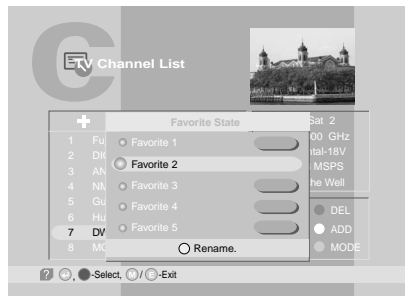 TV Channel List
Sat 2
Favorite State
00 GHz
1 Fu
Favorite 1
tal-18V
2 DI
Favorite 2
MSPS
3 AN
he Well
4 NM
Favorite 3
5 Gu
Favorite 4
DEL
6 Hu
7 DW
Favorite 5
ADD
8 MC
Rename.
MODE
? , -Select, M / E -Exit